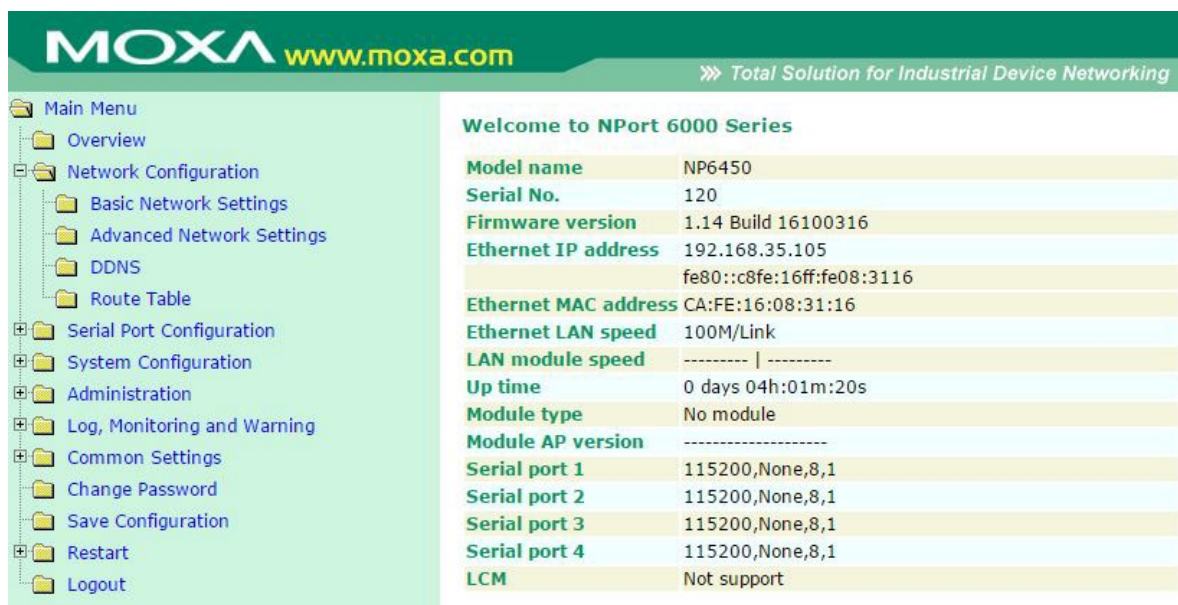 MOXA www.moxa.com
Total Solution for Industrial Device Networking
Main Menu
Overview
Network Configuration
Basic Network Settings
Advanced Network Settings
DDNS
Route Table
Serial Port Configuration
System Configuration
Administration
Log, Monitoring and Warning
Common Settings
Change Password
Save Configuration
Restart
Logout
Welcome to NPort 6000 Series
Model name NP6450
Serial No. 120
Firmware version 1.14 Build 16100316
Ethernet IP address 192.168.35.105
fe80::c8fe:16ff:fe08:3116
Ethernet MAC address CA:FE:16:08:31:16
Ethernet LAN speed 100M/Link
LAN module speed --------- | ---------
Up time 0 days 04h:01m:20s
Module type No module
Module AP version --------------------
Serial port 1 115200,None,8,1
Serial port 2 115200,None,8,1
Serial port 3 115200,None,8,1
Serial port 4 115200,None,8,1
LCM Not support